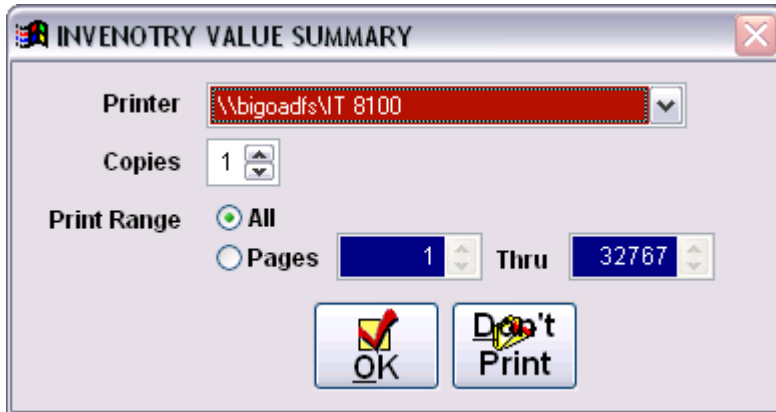 INVENOTRY VALUE SUMMARY
Printer \\bigoadfs\IT 8100
Copies 1
Print Range All
Pages 1 Thru 32767
OK Don't
Print